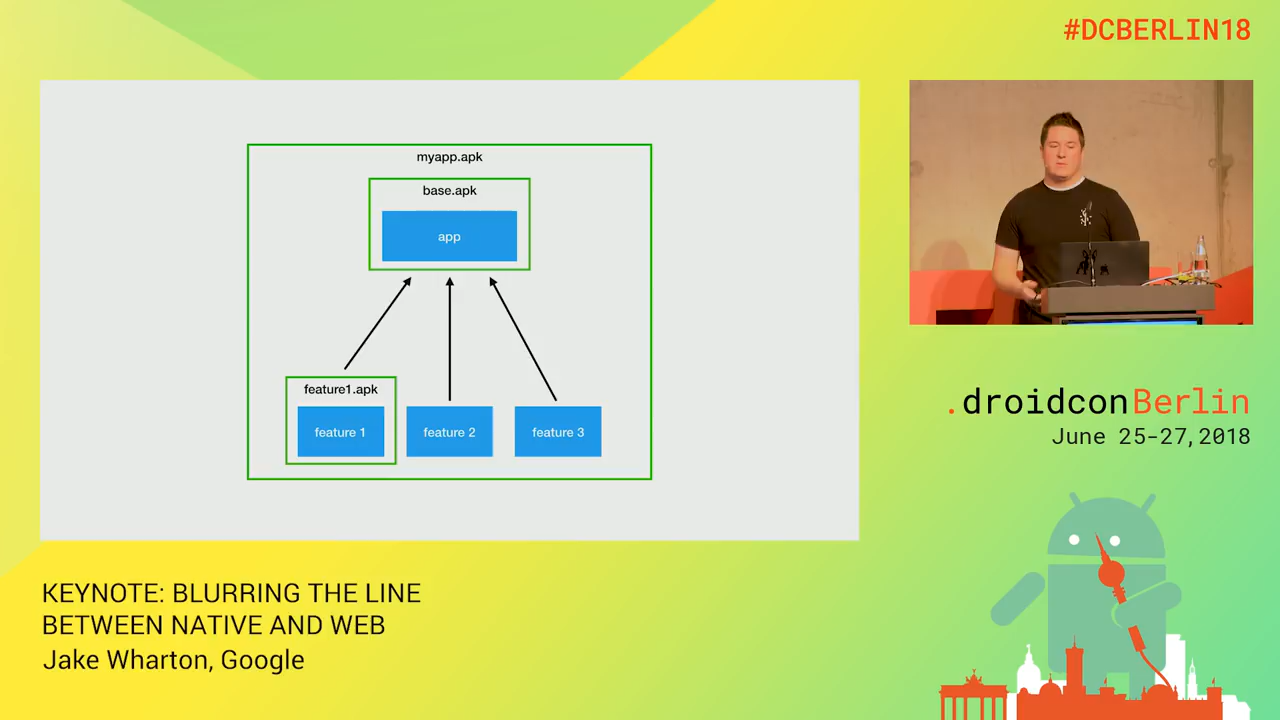 #DCBERLIN18
myapp.apk
base.apk
app
feature1.apk
feature 1
feature 2
feature 3
.droidconBerlin
June 25-27, 2018
KEYNOTE: BLURRING THE LINE
BETWEEN NATIVE AND WEB
Jake Wharton, Google